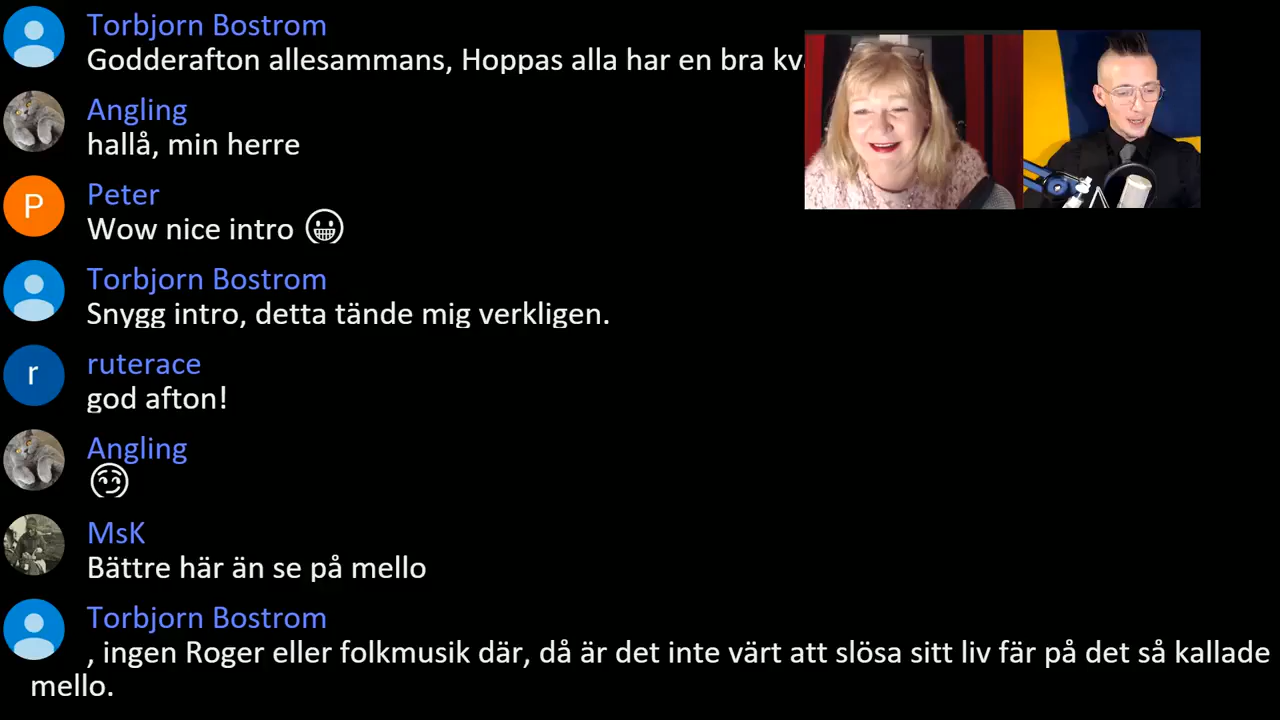 Torbjorn Bostrom
Godderafton allesammans, Hoppas alla har en bra
Angling
hallå, min herre
P
Peter
Wow nice intro 😬
Torbjorn Bostrom
Snygg intro, detta tände mig verkligen.
r
ruterace
god afton!
Angling
😏
MsK
Bättre här än se på mello
Torbjorn Bostrom
, ingen Roger eller folkmusik där, då är det inte värt att slösa sitt liv fär på det så kallade
mello.